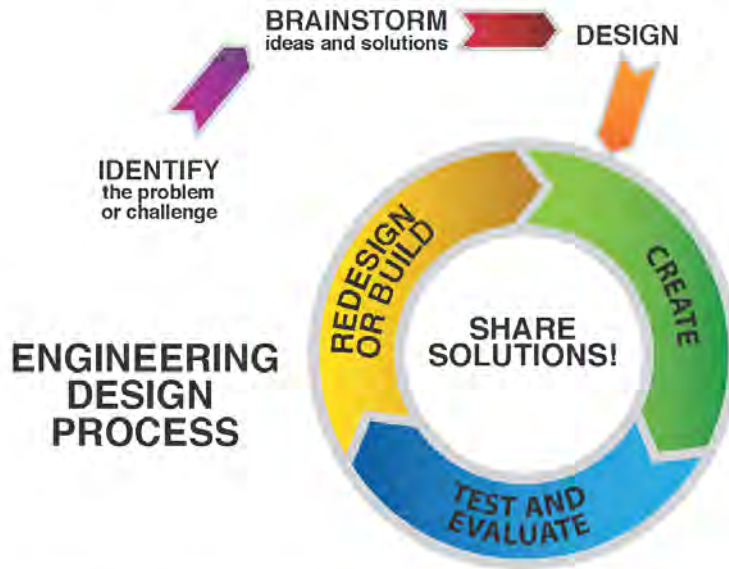 BRAINSTORM
ideas and solutions
DESIGN
IDENTIFY
the problem
or challenge
ENGINEERING
DESIGN
PROCESS
REDESIGN
OR BUILD
SHARE
SOLUTIONS!
CREATE
TEST AND
EVALUATE